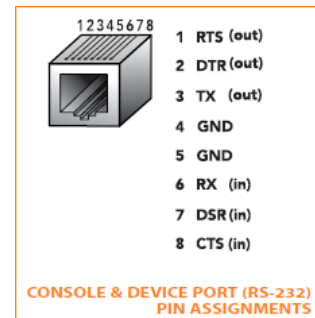 12345678
1 RTS (out)
2 DTR (out)
3 TX (out)
4 GND
5 GND
6 RX (in)
7 DSR (in)
8 CTS (in)
CONSOLE & DEVICE PORT (RS-232)
PIN ASSIGNMENTS